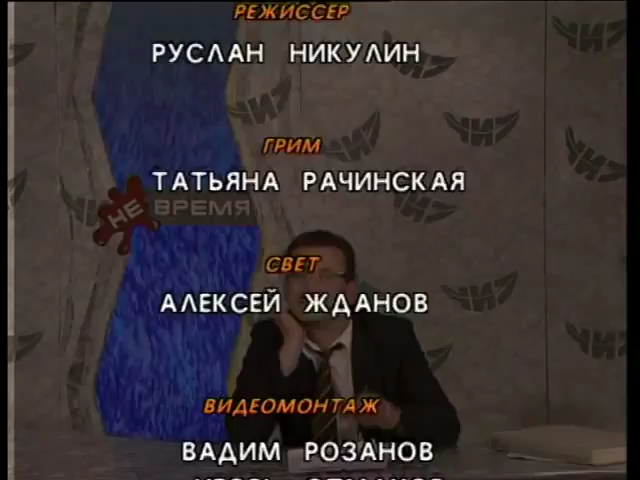 РЕЖИССЕР
РУСЛАН НИКУЛИН
ГРИМ
ТАТЬЯНА РАЧИНСКАЯ
НЕ ВРЕМЯ
СВЕТ
АЛЕКСЕЙ ЖДАНОВ
ВИДЕОМОНТАЖ
ВАДИМ РОЗАНОВ